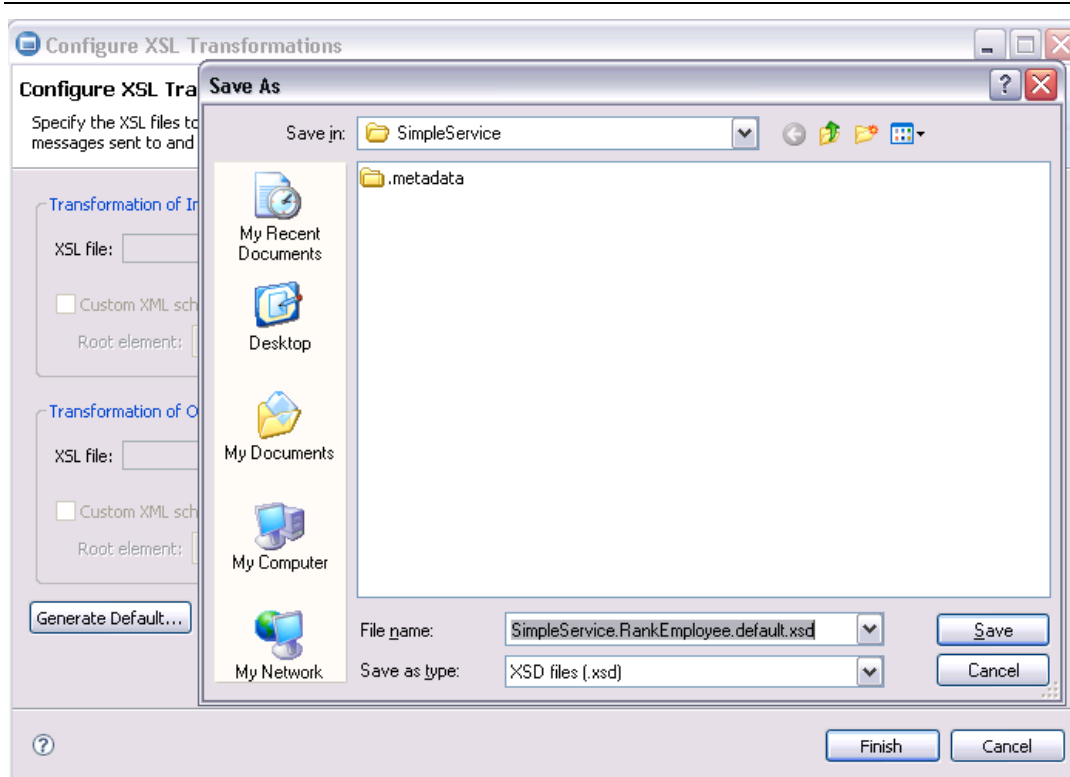 Configure XSL Transformations
Configure XSL Tra
Specify the XSL files to
messages sent to and
Save As
Save in:
SimpleService
.metadata
Transformation of Ir
XSL file:
Custom XML sch
Root element:
Transformation of O
XSL file:
Custom XML sch
Root element:
Generate Default...
My Recent
Documents
Desktop
My Documents
My Computer
My Network
File name:
SimpleService.RankEmployee.default.xsd
Save
Save as type:
XSD files (.xsd)
Cancel
Finish
Cancel